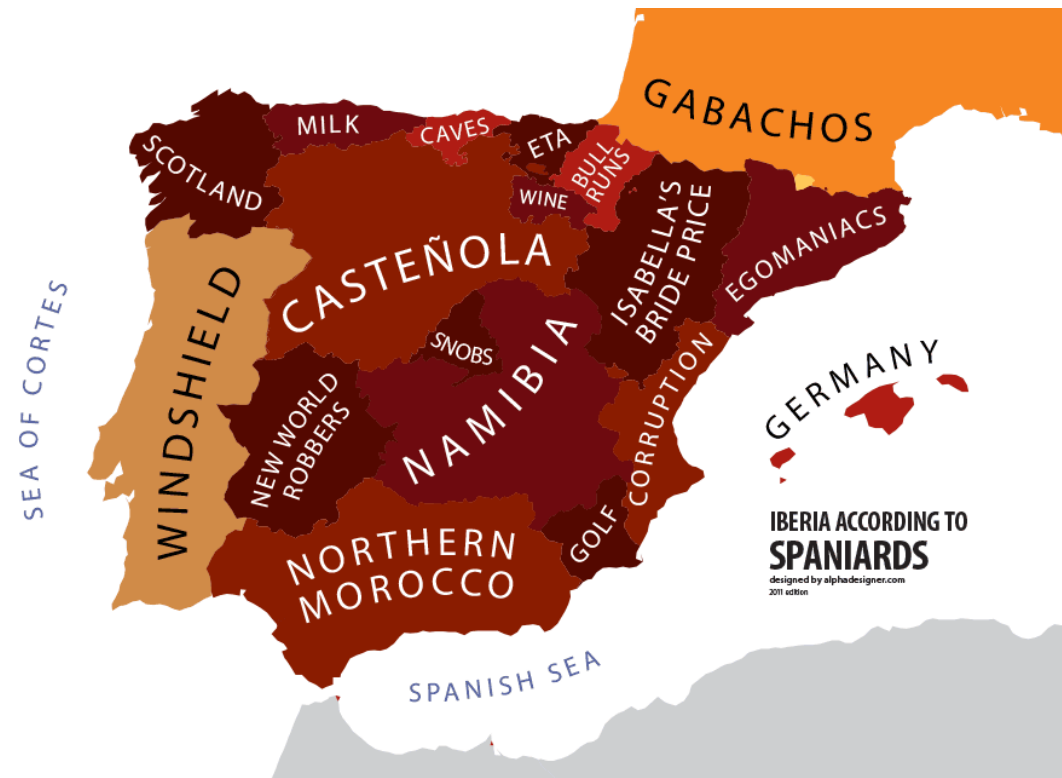 GABACHOS
MILK
CAVES
ETA
BULL
RUNS
SCOTLAND
WINE
ISABELLA'S
BRIDE PRICE
EGOMANIACS
CASTEÑOLA
WINDSHIELD
SNOBS
NAMIBIA
CORRUPTION
GERMANY
SEA OF CORTES
NEW WORLD
ROBBERS
GOLF
NORTHERN
MOROCCO
IBERIA ACCORDING TO
SPANIARDS
designed by alphadesigner.com
2011 edition
SPANISH SEA